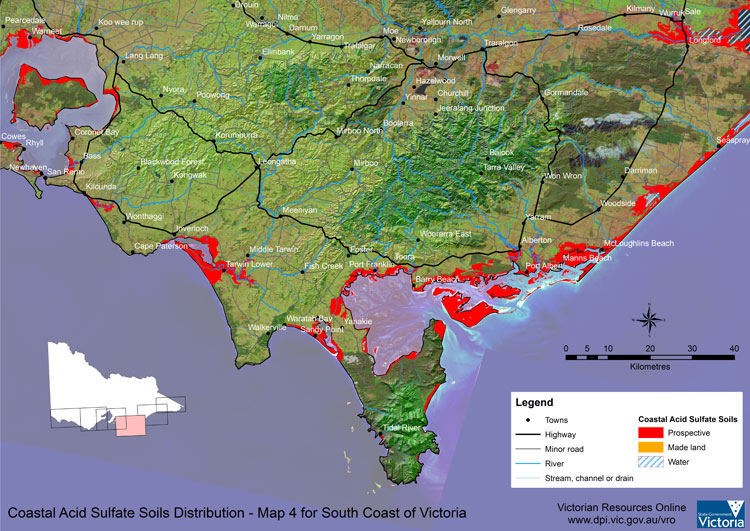 Drouin
Nilma
Glengarry
Kilmany
Wurruk
Sale
Pearcedale
Koo wee rup
Warragul
Darnum
Moe
Yallourn North
Rosedale
Warneet
Yarragon
Newborough
Traralgon
Longford
Lang Lang
Ellinbank
Trafalgar
Narracan
Morwell
Thorpdale
Hazelwood
Nyora
Poowong
Yinnar
Churchill
Gormandale
Jeeralang Junction
Cowes
Coronet Bay
Boolarra
Rhyll
Korumburra
Mirboo North
Seaspray
Bass
Balook
Newhaven
San Remo
Blackwood Forest
Leongatha
Mirboo
Tarra Valley
Darriman
Kongwak
Won Wron
Kilcunda
Woodside
Wonthaggi
Meeniyan
Yarram
Inverloch
Woorarra East
Alberton
McLoughlins Beach
Cape Paterson
Middle Tarwin
Foster
Toora
Manns Beach
Tarwin Lower
Fish Creek
Port Franklin
Port Albert
Barry Beach
Waratah Bay
Yanakie
Walkerville
Sandy Point
Tidal River
0 10 20 30 40
Kilometres
Legend
Towns
Highway
Minor road
River
Stream, channel or drain
Coastal Acid Sulfate Soils
Prospective
Made land
Water
Coastal Acid Sulfate Soils Distribution - Map 4 for South Coast of Victoria
Victorian Resources Online
www.dpi.vic.gov.au/vro
State Government
Victoria